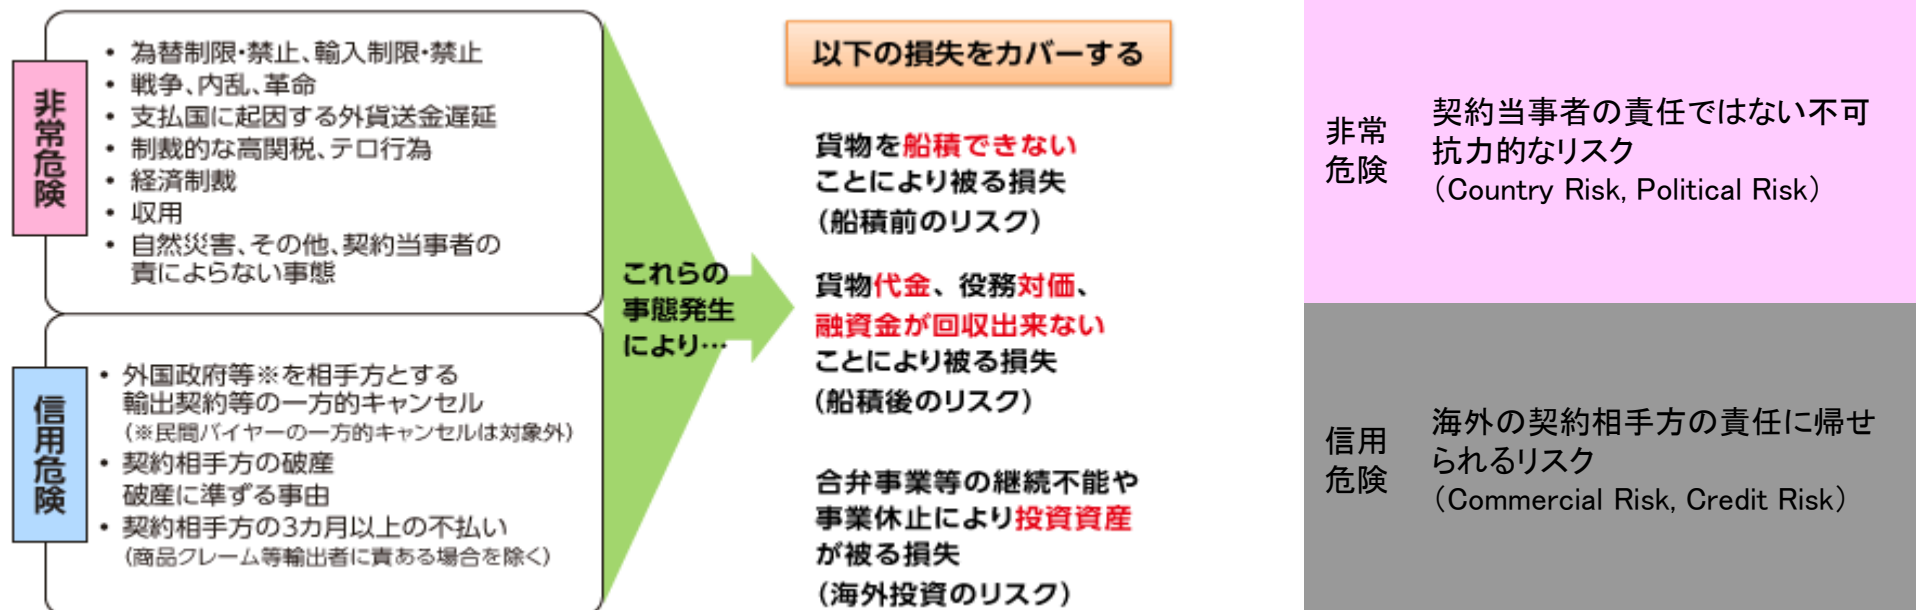 非常危険
• 為替制限・禁止、輸入制限・禁止
• 戦争、内乱、革命
• 支払国に起因する外貨送金遅延
• 制裁的な高関税、テロ行為
• 経済制裁
• 収用
• 自然災害、その他、契約当事者の
責によらない事態
信用危険
• 外国政府等※を相手方とする
輸出契約等の一方的キャンセル
(※民間バイヤーの一方的キャンセルは対象外)
• 契約相手方の破産
破産に準ずる事由
• 契約相手方の3カ月以上の不払い
(商品クレーム等輸出者に責ある場合を除く)
これらの
事態発生
により…
以下の損失をカバーする
貨物を船積できない
ことにより被る損失
(船積前のリスク)
貨物代金、役務対価、
融資金が回収出来ない
ことにより被る損失
(船積後のリスク)
合弁事業等の継続不能や
事業休止により投資資産
が被る損失
(海外投資のリスク)
非常
危険
契約当事者の責任ではない不可
抗力的なリスク
（Country Risk, Political Risk）
信用
危険
海外の契約相手方の責任に帰せ
られるリスク
（Commercial Risk, Credit Risk）